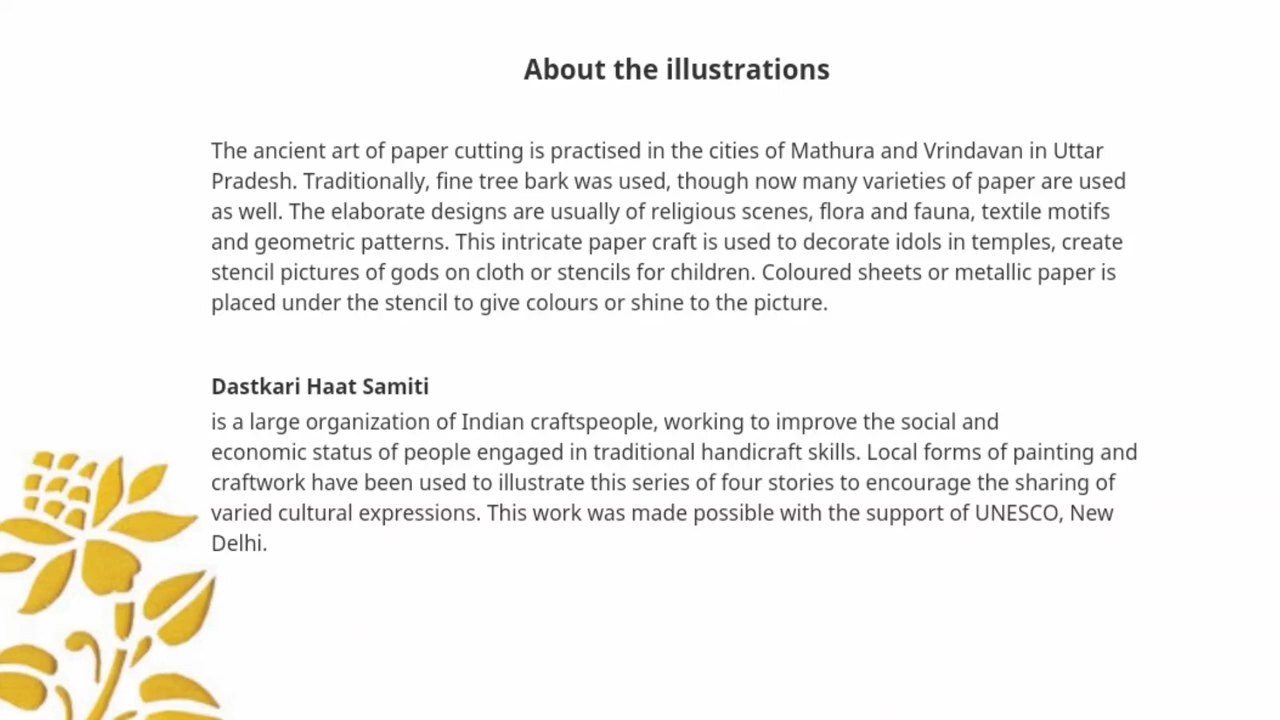 About the illustrations
The ancient art of paper cutting is practised in the cities of Mathura and Vrindavan in Uttar
Pradesh. Traditionally, fine tree bark was used, though now many varieties of paper are used
as well. The elaborate designs are usually of religious scenes, flora and fauna, textile motifs
and geometric patterns. This intricate paper craft is used to decorate idols in temples, create
stencil pictures of gods on cloth or stencils for children. Coloured sheets or metallic paper is
placed under the stencil to give colours or shine to the picture.
Dastkari Haat Samiti
is a large organization of Indian craftspeople, working to improve the social and
economic status of people engaged in traditional handicraft skills. Local forms of painting and
craftwork have been used to illustrate this series of four stories to encourage the sharing of
varied cultural expressions. This work was made possible with the support of UNESCO, New
Delhi.